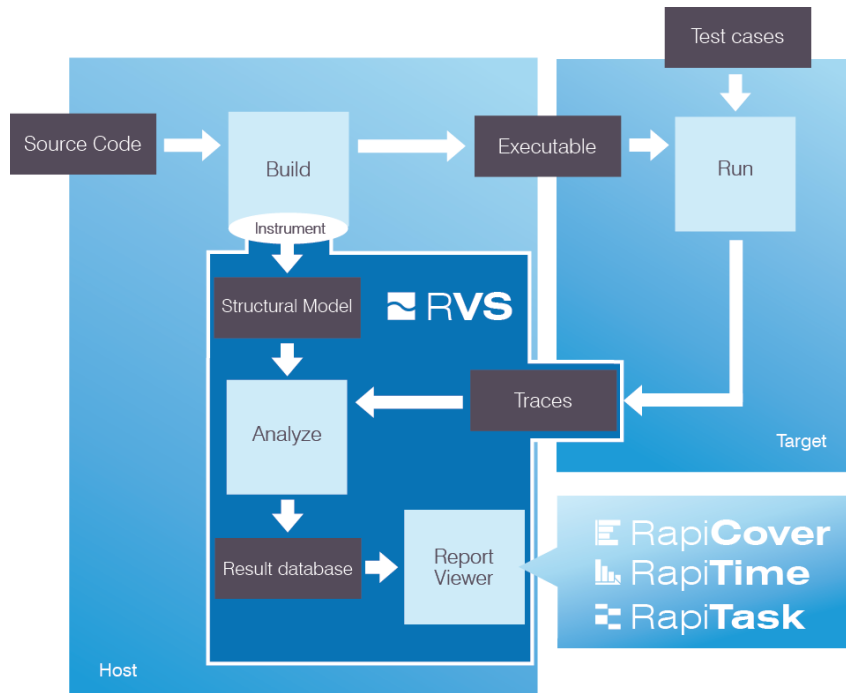 Test cases
Source Code
Build
Executable
Run
Instrument
Structural Model
RVS
Analyze
Traces
Target
Result database
Report
Viewer
RapiCover
RapiTime
RapiTask
Host